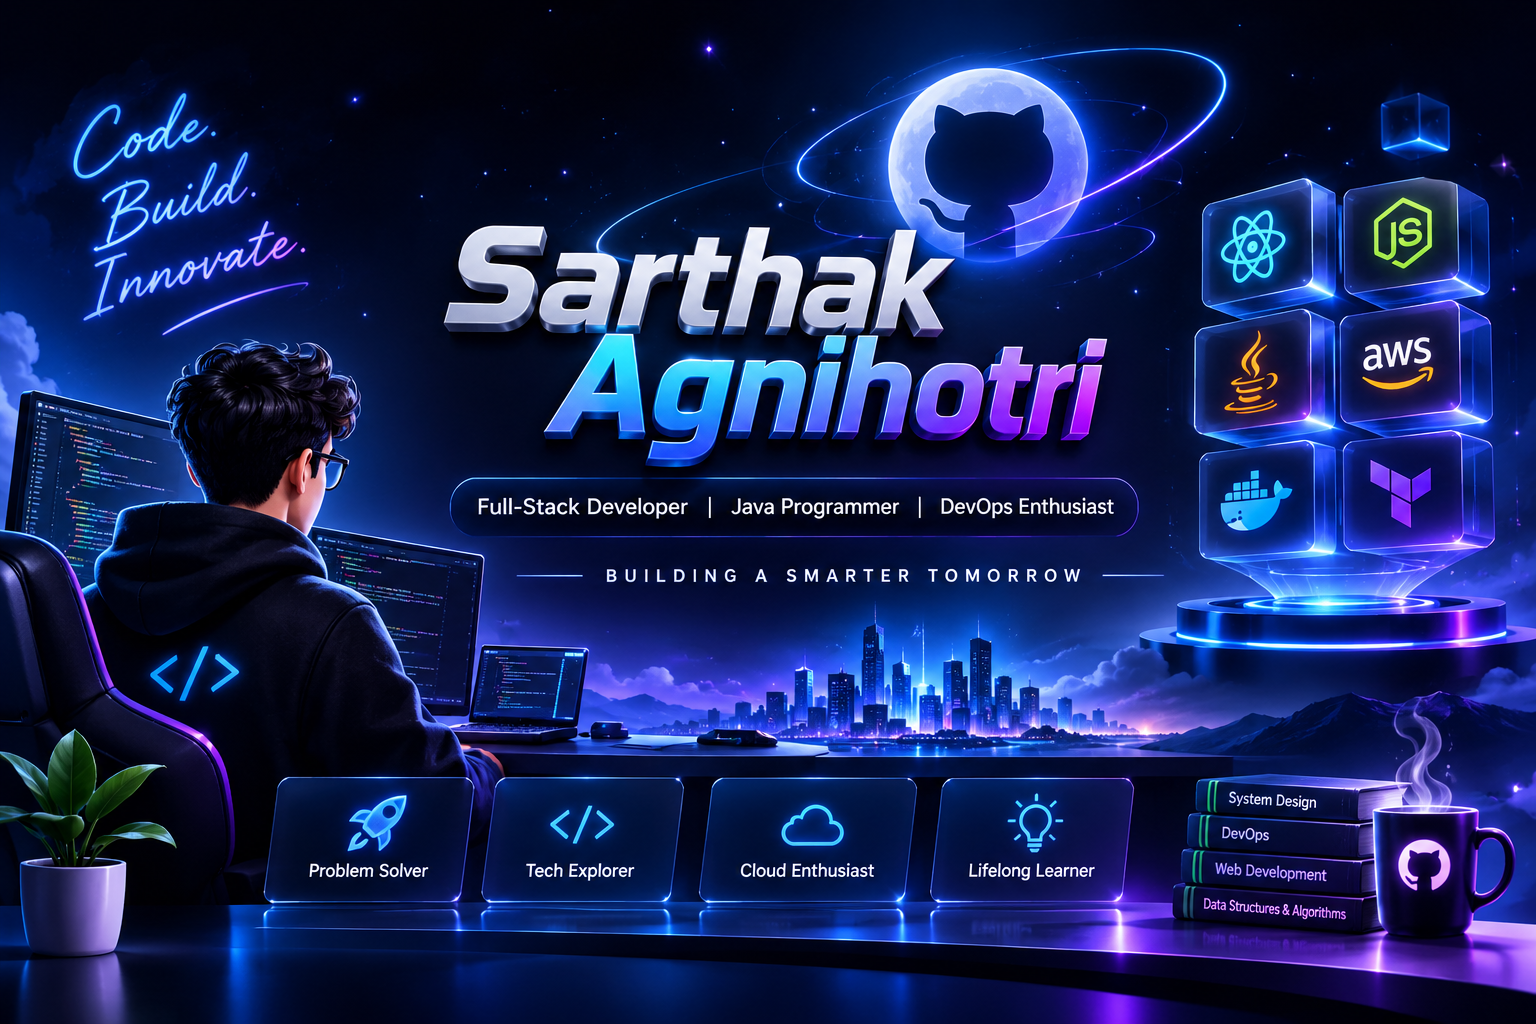 Code.
Build.
Innovate.
Sarthak
Agnihotri
Full-Stack Developer | Java Programmer | DevOps Enthusiast
BUILDING A SMARTER TOMORROW
JS
aws
</>
Problem Solver
Tech Explorer
Cloud Enthusiast
Lifelong Learner
System Design
DevOps
Web Development
Data Structures & Algorithms